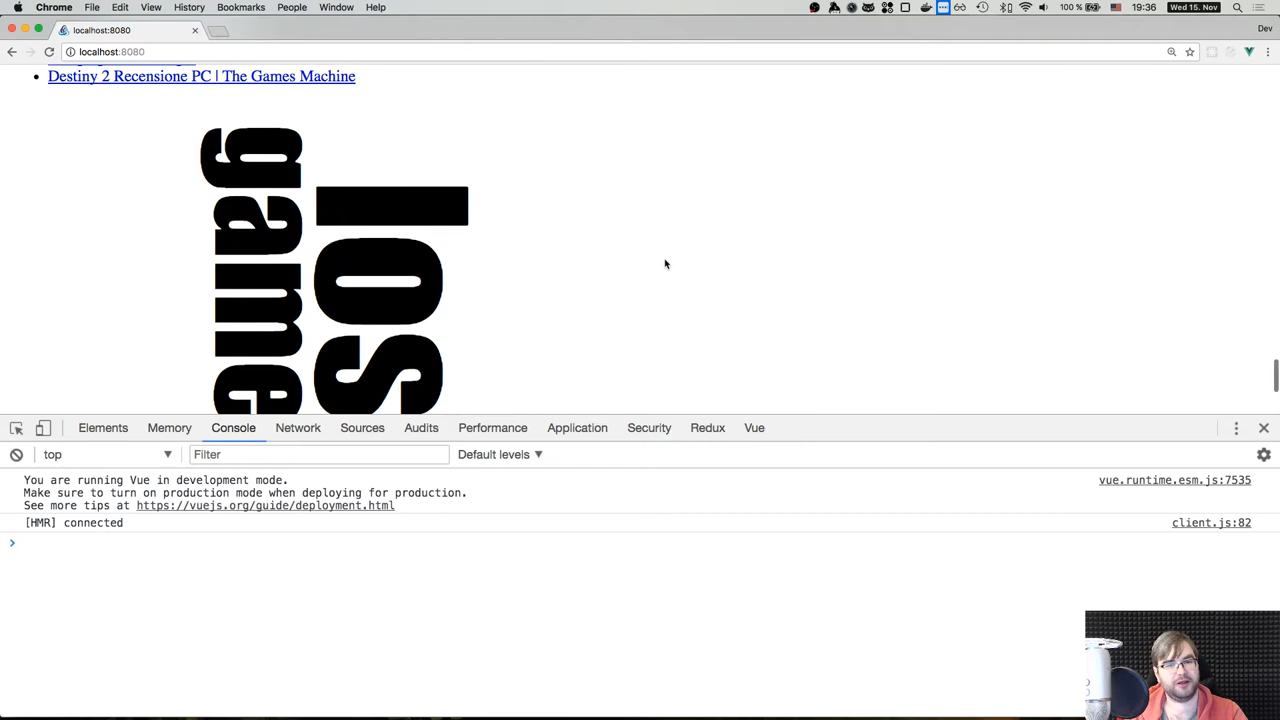 Chrome File Edit View History Bookmarks People Window Help 100 % Wed 15. Nov 19:36
localhost:8080 Dev
localhost:8080
Destiny 2 Recensione PC | The Games Machine
game
los
Elements Memory Console Network Sources Audits Performance Application Security Redux Vue
top Filter Default levels
You are running Vue in development mode. vue.runtime.esm.js:7535
Make sure to turn on production mode when deploying for production.
See more tips at https://vuejs.org/guide/deployment.html
[HMR] connected client.js:82